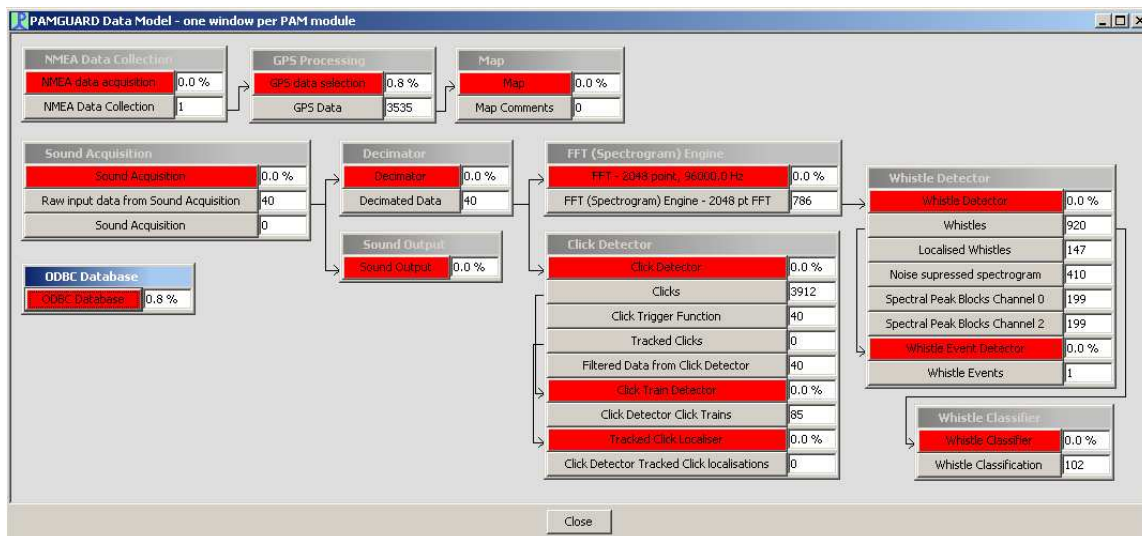 PAMGUARD Data Model - one window per PAM module
NMEA Data Collection
NMEA data acquisition 0.0 %
NMEA Data Collection 1
GPS Processing
GPS data selection 0.8 %
GPS Data 3535
Map
Map 0.0 %
Map Comments 0
Sound Acquisition
Sound Acquisition 0.0 %
Raw input data from Sound Acquisition 40
Sound Acquisition 0
Decimator
Decimator 0.0 %
Decimated Data 40
Sound Output
Sound Output 0.0 %
FFT (Spectrogram) Engine
FFT - 2048 point, 96000.0 Hz 0.0 %
FFT (Spectrogram) Engine - 2048 pt FFT 786
Click Detector
Click Detector 0.0 %
Clicks 3912
Click Trigger Function 40
Tracked Clicks 0
Filtered Data from Click Detector 40
Click Train Detector 0.0 %
Click Detector Click Trains 85
Tracked Click Localiser 0.0 %
Click Detector Tracked Click localisations 0
Whistle Detector
Whistle Detector 0.0 %
Whistles 920
Localised Whistles 147
Noise supressed spectrogram 410
Spectral Peak Blocks Channel 0 199
Spectral Peak Blocks Channel 2 199
Whistle Event Detector 0.0 %
Whistle Events 1
Whistle Classifier
Whistle Classifier 0.0 %
Whistle Classification 102
ODBC Database
ODBC Database 0.8 %
Close